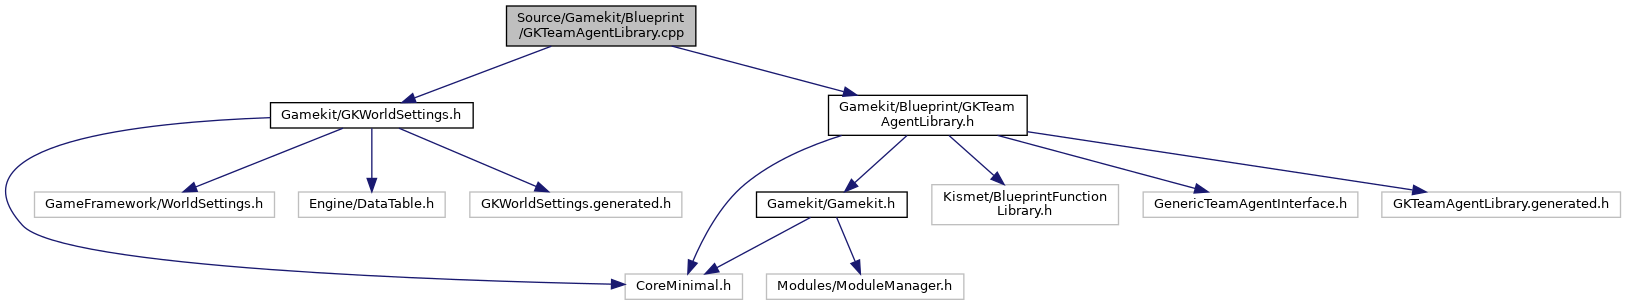 Source/Gamekit/Blueprint
/GKTeamAgentLibrary.cpp
Gamekit/GKWorldSettings.h
Gamekit/Blueprint/GKTeam
AgentLibrary.h
GameFramework/WorldSettings.h
Engine/DataTable.h
GKWorldSettings.generated.h
Gamekit/Gamekit.h
Kismet/BlueprintFunction
Library.h
GenericTeamAgentInterface.h
GKTeamAgentLibrary.generated.h
CoreMinimal.h
Modules/ModuleManager.h